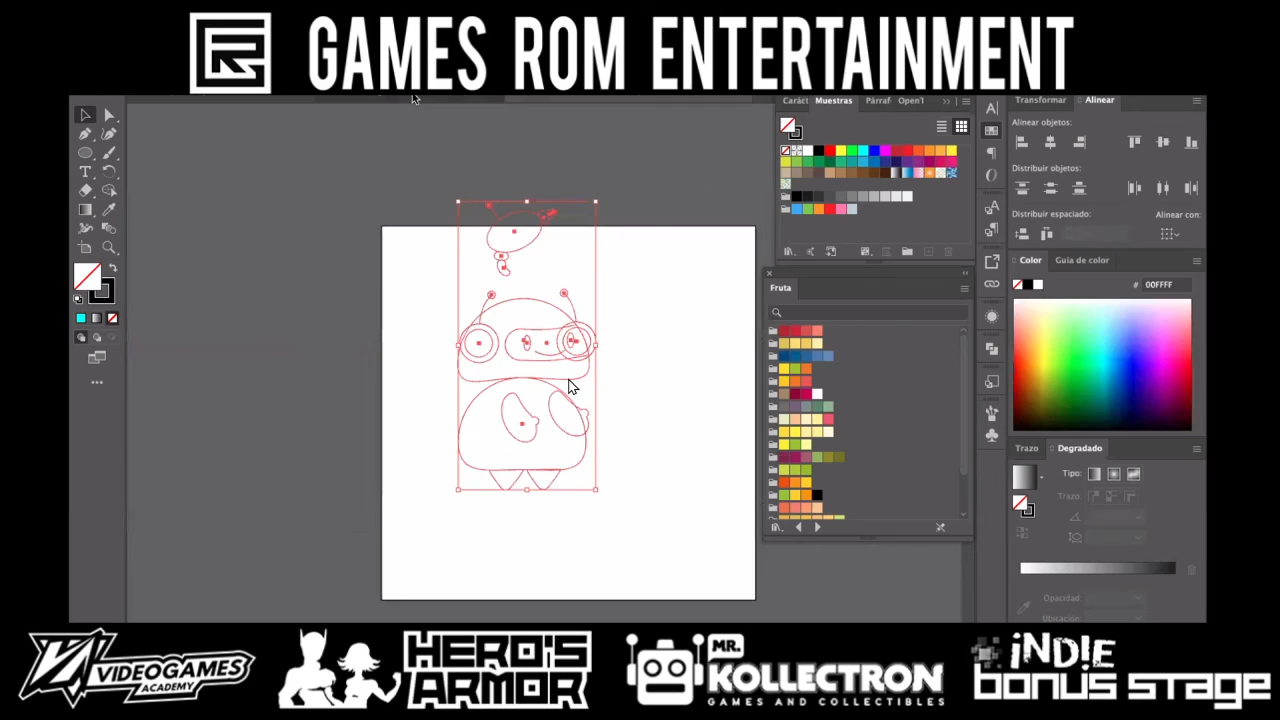 GAMES ROM ENTERTAINMENT
Caráct
Muestras
Párraf
OpenT
Transformar
Alinear
Alinear objetos:
Distribuir objetos:
Distribuir espaciado:
Alinear con:
Color
Guía de color
# 00FFFF
Fruta
Trazo
Degradado
Tipo:
Trazo:
Opacidad:
Ubicación:
VIDEOGAMES
ACADEMY
HERO'S
ARMOR
MR.
KOLLECTRON
GAMES AND COLLECTIBLES
INDIE
BONUS STAGE